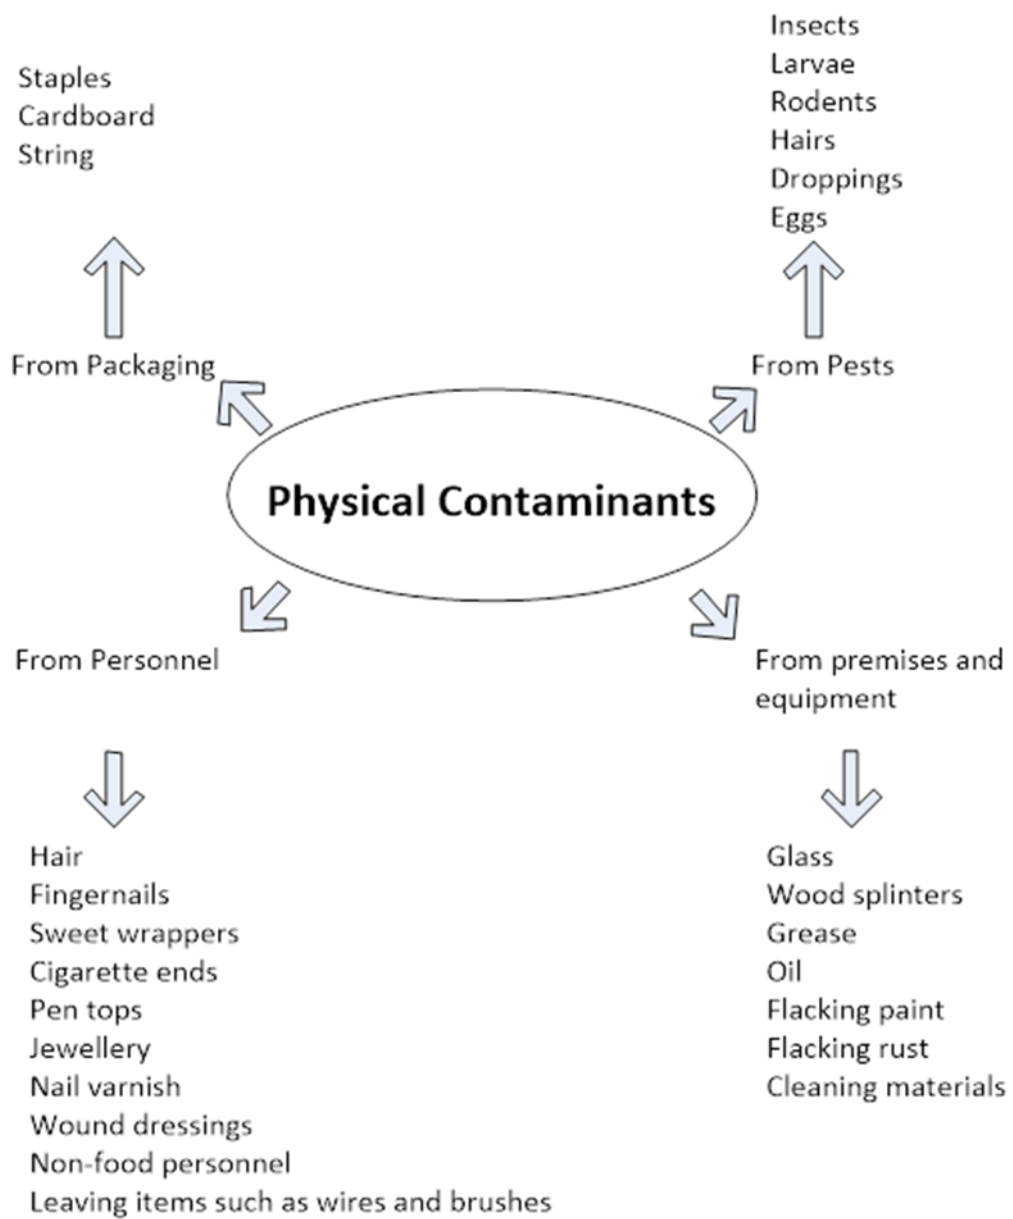 Staples
Cardboard
String
From Packaging
Insects
Larvae
Rodents
Hairs
Droppings
Eggs
From Pests
Physical Contaminants
From Personnel
Hair
Fingernails
Sweet wrappers
Cigarette ends
Pen tops
Jewellery
Nail varnish
Wound dressings
Non-food personnel
Leaving items such as wires and brushes
From premises and
equipment
Glass
Wood splinters
Grease
Oil
Flacking paint
Flacking rust
Cleaning materials